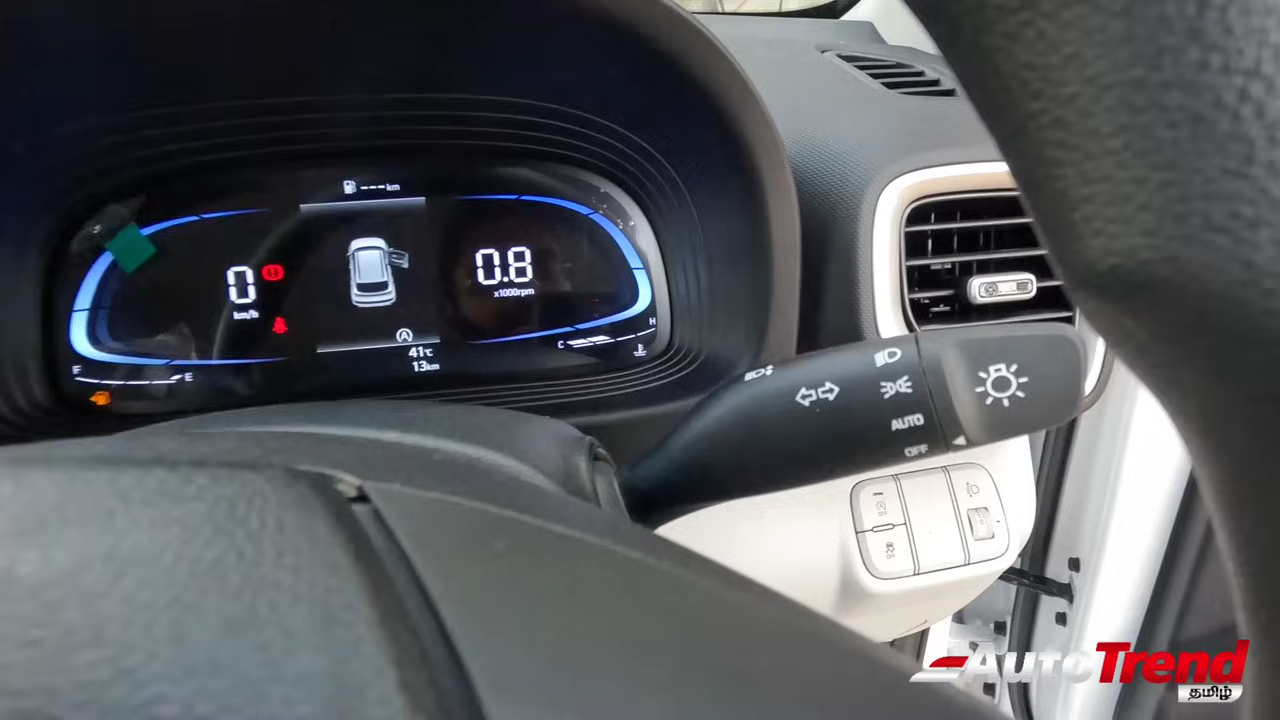 --- km
0
km/h
0.8
x1000rpm
A
41°C
13km
F
E
C
H
AUTO
OFF
AutoTrend
தமிழ்